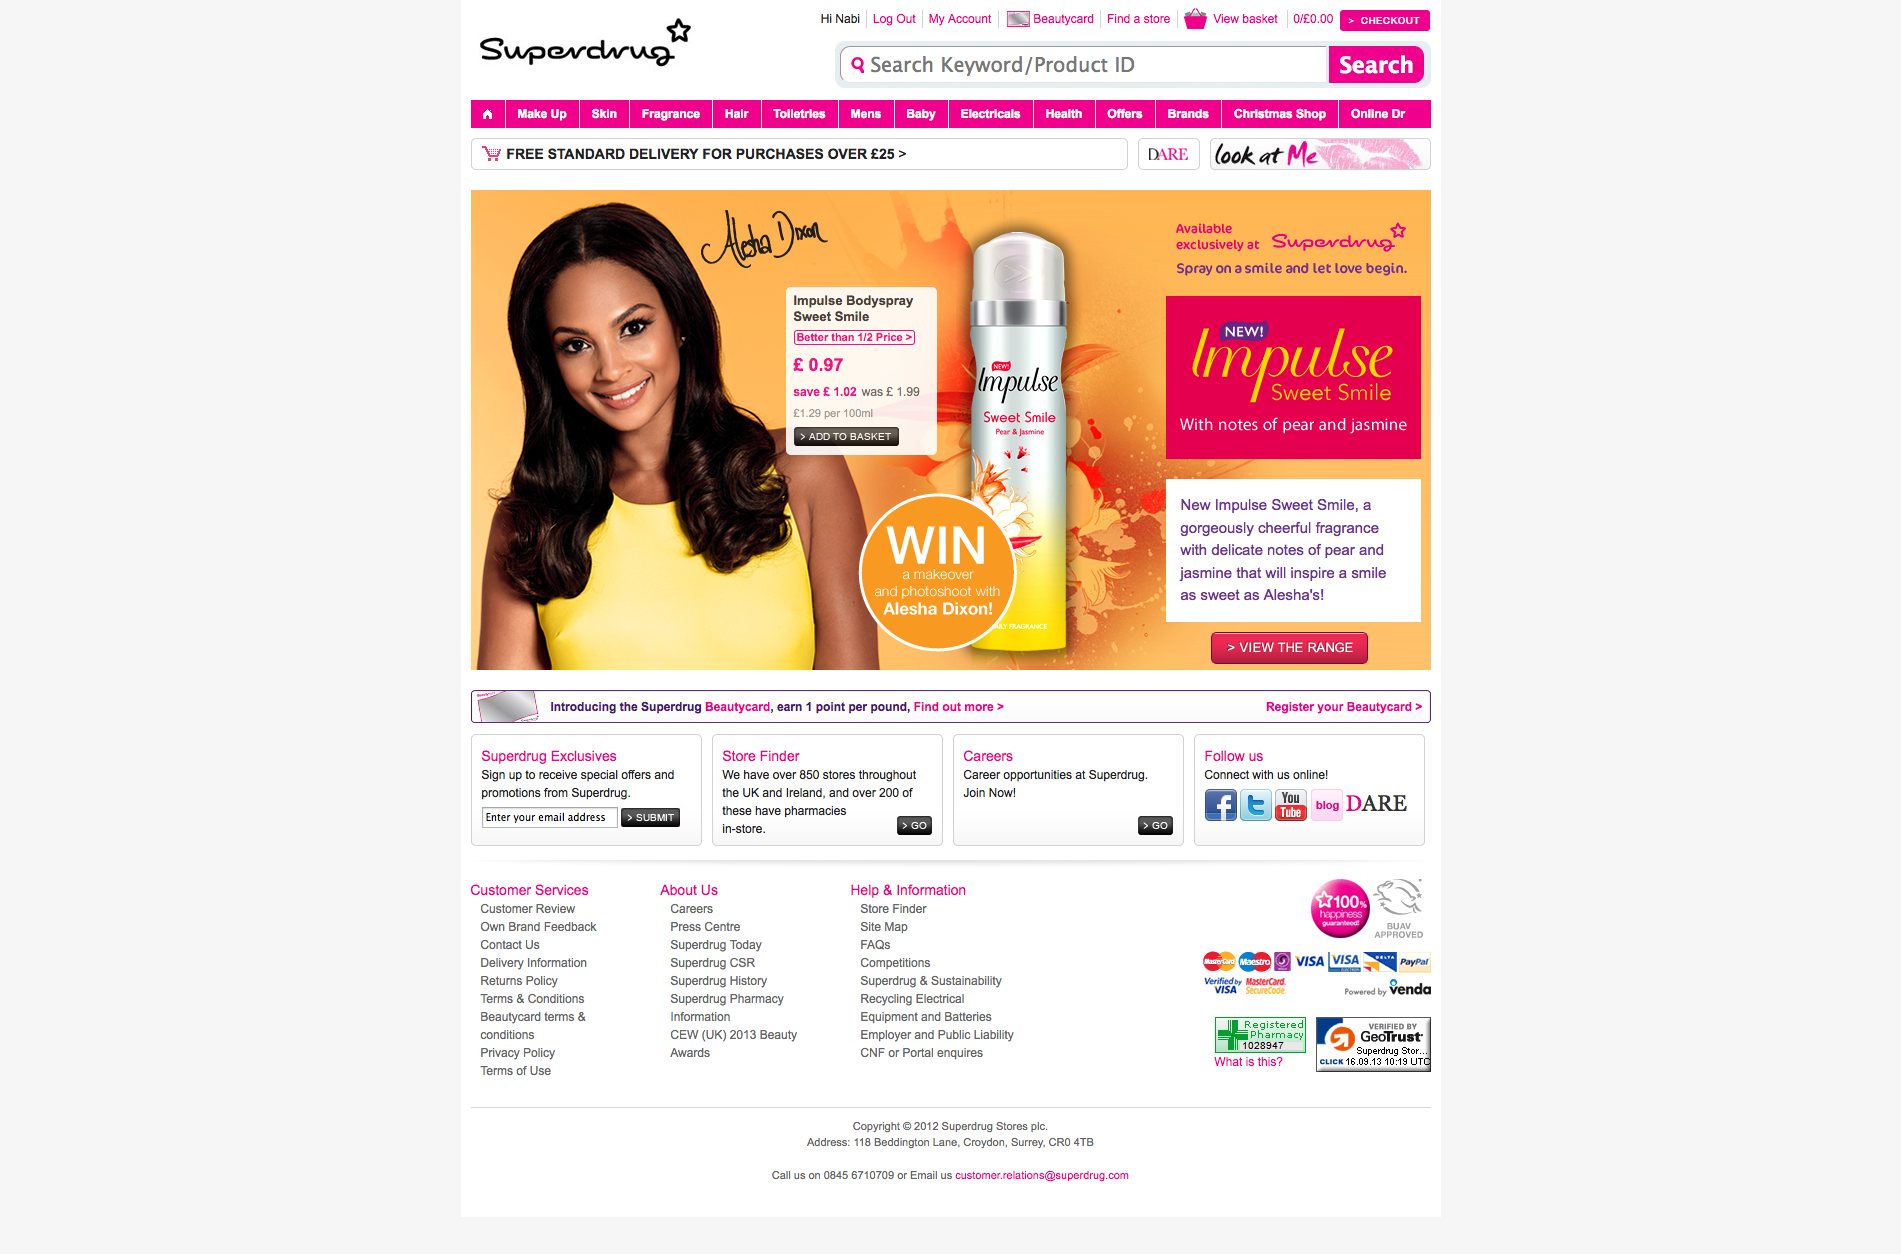 Superdrug
Hi Nabi
Log Out
My Account
Beautycard
Find a store
View basket
0/£0.00
> CHECKOUT
Search Keyword/Product ID
Search
Make Up
Skin
Fragrance
Hair
Toiletries
Mens
Baby
Electricals
Health
Offers
Brands
Christmas Shop
Online Dr
FREE STANDARD DELIVERY FOR PURCHASES OVER £25 >
DARE
look at Me
Alesha Dixon
Impulse Bodyspray
Sweet Smile
Better than 1/2 Price >
£ 0.97
save £ 1.02 was £ 1.99
£1.29 per 100ml
> ADD TO BASKET
NEW!
Impulse
Sweet Smile
Pear & Jasmine
WIN
a makeover
and photoshoot with
Alesha Dixon!
FRAGRANCE
Available
exclusively at Superdrug
Spray on a smile and let love begin.
NEW!
Impulse
Sweet Smile
With notes of pear and jasmine
New Impulse Sweet Smile, a
gorgeously cheerful fragrance
with delicate notes of pear and
jasmine that will inspire a smile
as sweet as Alesha's!
> VIEW THE RANGE
Introducing the Superdrug Beautycard, earn 1 point per pound, Find out more >
Register your Beautycard >
Superdrug Exclusives
Sign up to receive special offers and
promotions from Superdrug.
Enter your email address
> SUBMIT
Store Finder
We have over 850 stores throughout
the UK and Ireland, and over 200 of
these have pharmacies
in-store.
> GO
Careers
Career opportunities at Superdrug.
Join Now!
> GO
Follow us
Connect with us online!
You
Tube
blog
DARE
Customer Services
Customer Review
Own Brand Feedback
Contact Us
Delivery Information
Returns Policy
Terms & Conditions
Beautycard terms &
conditions
Privacy Policy
Terms of Use
About Us
Careers
Press Centre
Superdrug Today
Superdrug CSR
Superdrug History
Superdrug Pharmacy
Information
CEW (UK) 2013 Beauty
Awards
Help & Information
Store Finder
Site Map
FAQs
Competitions
Superdrug & Sustainability
Recycling Electrical
Equipment and Batteries
Employer and Public Liability
CNF or Portal enquires
100%
happiness
guaranteed!
BUAV
APPROVED
MasterCard
Maestro
VISA
VISA
ELECTRON
DELTA
PayPal
Verified by
VISA
MasterCard.
SecureCode.
Powered by venda
Registered
Pharmacy
1028947
What is this?
VERIFIED BY
GeoTrust
Superdrug Stor...
CLICK 16.09.13 10:19 UTC
Copyright © 2012 Superdrug Stores plc.
Address: 118 Beddington Lane, Croydon, Surrey, CR0 4TB
Call us on 0845 6710709 or Email us customer.relations@superdrug.com